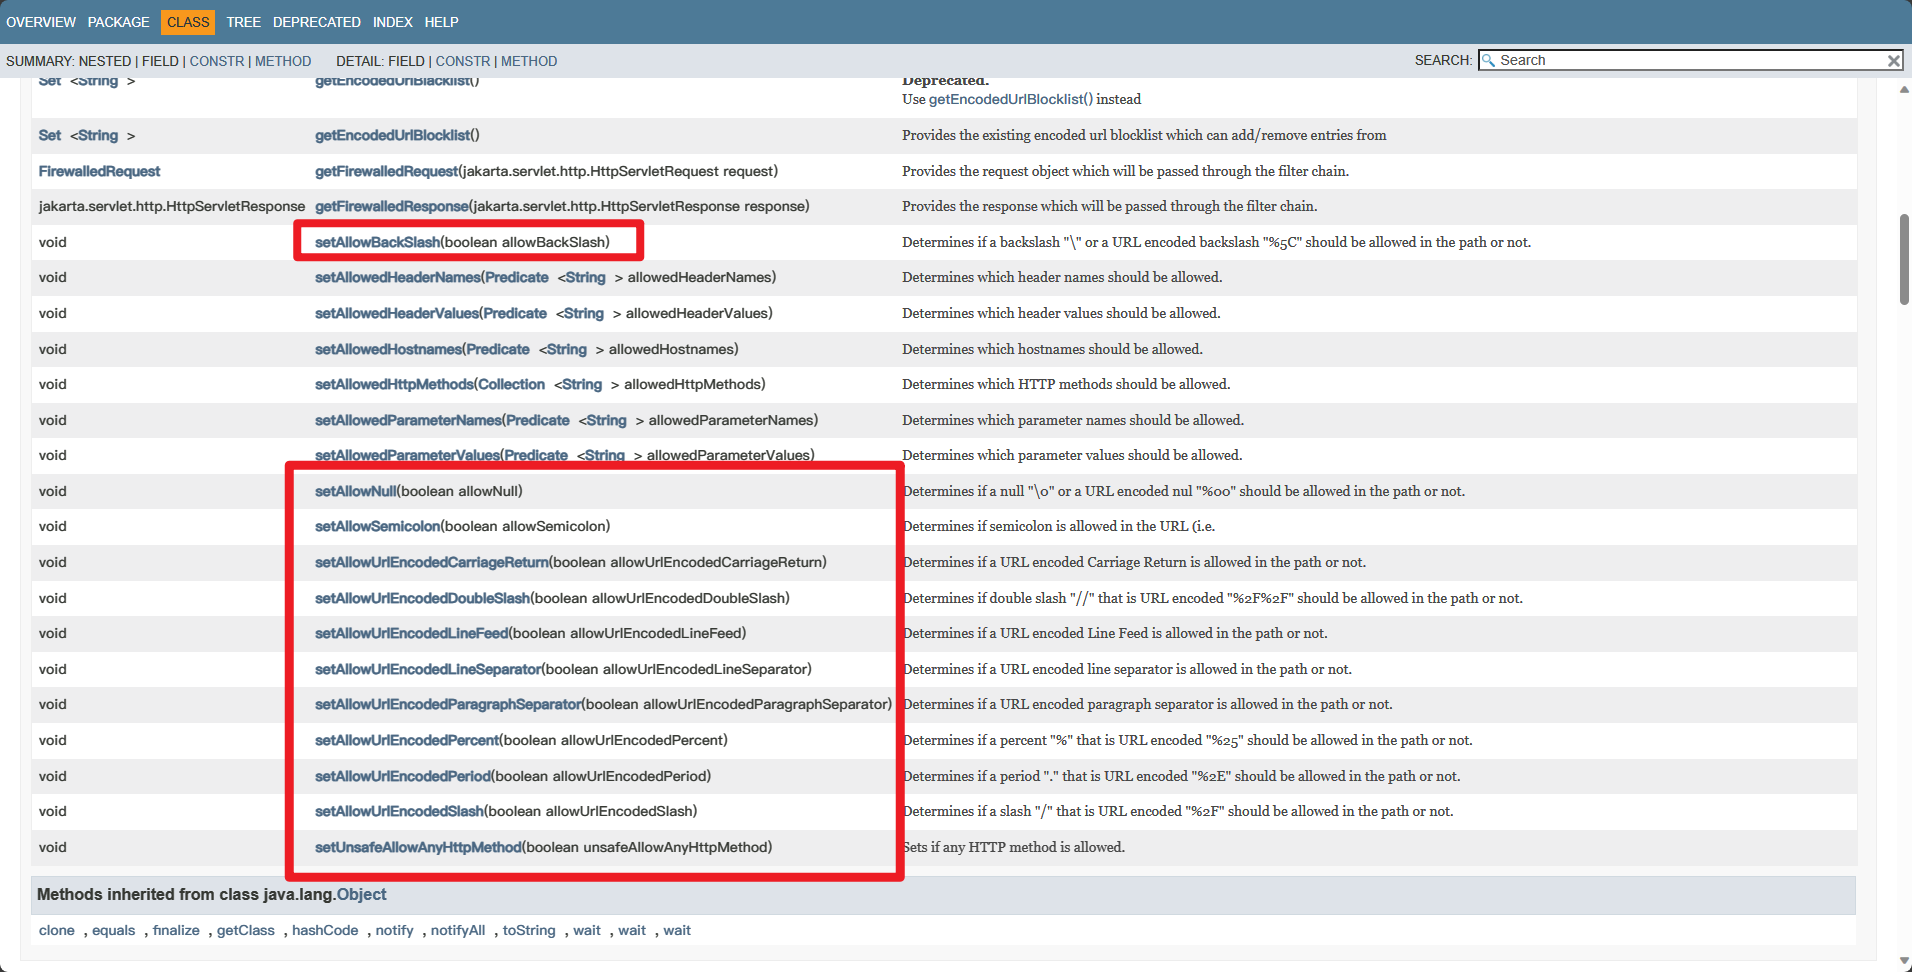 OVERVIEW PACKAGE CLASS TREE DEPRECATED INDEX HELP
SUMMARY: NESTED | FIELD | CONSTR | METHOD DETAIL: FIELD | CONSTR | METHOD SEARCH: Search
Set <String > getEncodedUrlBlacklist() Deprecated.
Use getEncodedUrlBlocklist() instead
Set <String > getEncodedUrlBlocklist() Provides the existing encoded url blocklist which can add/remove entries from
FirewalledRequest getFirewalledRequest(jakarta.servlet.http.HttpServletRequest request) Provides the request object which will be passed through the filter chain.
jakarta.servlet.http.HttpServletResponse getFirewalledResponse(jakarta.servlet.http.HttpServletResponse response) Provides the response which will be passed through the filter chain.
void setAllowBackSlash(boolean allowBackSlash) Determines if a backslash "\" or a URL encoded backslash "%5C" should be allowed in the path or not.
void setAllowedHeaderNames(Predicate <String > allowedHeaderNames) Determines which header names should be allowed.
void setAllowedHeaderValues(Predicate <String > allowedHeaderValues) Determines which header values should be allowed.
void setAllowedHostnames(Predicate <String > allowedHostnames) Determines which hostnames should be allowed.
void setAllowedHttpMethods(Collection <String > allowedHttpMethods) Determines which HTTP methods should be allowed.
void setAllowedParameterNames(Predicate <String > allowedParameterNames) Determines which parameter names should be allowed.
void setAllowedParameterValues(Predicate <String > allowedParameterValues) Determines which parameter values should be allowed.
void setAllowNull(boolean allowNull) Determines if a null "\0" or a URL encoded nul "%00" should be allowed in the path or not.
void setAllowSemicolon(boolean allowSemicolon) Determines if semicolon is allowed in the URL (i.e.
void setAllowUrlEncodedCarriageReturn(boolean allowUrlEncodedCarriageReturn) Determines if a URL encoded Carriage Return is allowed in the path or not.
void setAllowUrlEncodedDoubleSlash(boolean allowUrlEncodedDoubleSlash) Determines if double slash "//" that is URL encoded "%2F%2F" should be allowed in the path or not.
void setAllowUrlEncodedLineFeed(boolean allowUrlEncodedLineFeed) Determines if a URL encoded Line Feed is allowed in the path or not.
void setAllowUrlEncodedLineSeparator(boolean allowUrlEncodedLineSeparator) Determines if a URL encoded line separator is allowed in the path or not.
void setAllowUrlEncodedParagraphSeparator(boolean allowUrlEncodedParagraphSeparator) Determines if a URL encoded paragraph separator is allowed in the path or not.
void setAllowUrlEncodedPercent(boolean allowUrlEncodedPercent) Determines if a percent "%" that is URL encoded "%25" should be allowed in the path or not.
void setAllowUrlEncodedPeriod(boolean allowUrlEncodedPeriod) Determines if a period "." that is URL encoded "%2E" should be allowed in the path or not.
void setAllowUrlEncodedSlash(boolean allowUrlEncodedSlash) Determines if a slash "/" that is URL encoded "%2F" should be allowed in the path or not.
void setUnsafeAllowAnyHttpMethod(boolean unsafeAllowAnyHttpMethod) Sets if any HTTP method is allowed.
Methods inherited from class java.lang.Object
clone , equals , finalize , getClass , hashCode , notify , notifyAll , toString , wait , wait , wait